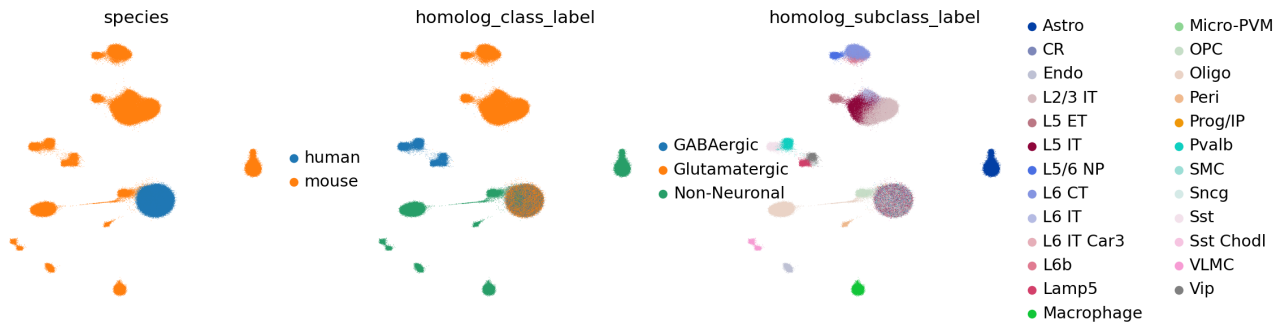 species
human
mouse
homolog_class_label
GABAergic
Glutamatergic
Non-Neuronal
homolog_subclass_label
Astro
CR
Endo
L2/3 IT
L5 ET
L5 IT
L5/6 NP
L6 CT
L6 IT
L6 IT Car3
L6b
Lamp5
Macrophage
Micro-PVM
OPC
Oligo
Peri
Prog/IP
Pvalb
SMC
Sncg
Sst
Sst Chodl
VLMC
Vip